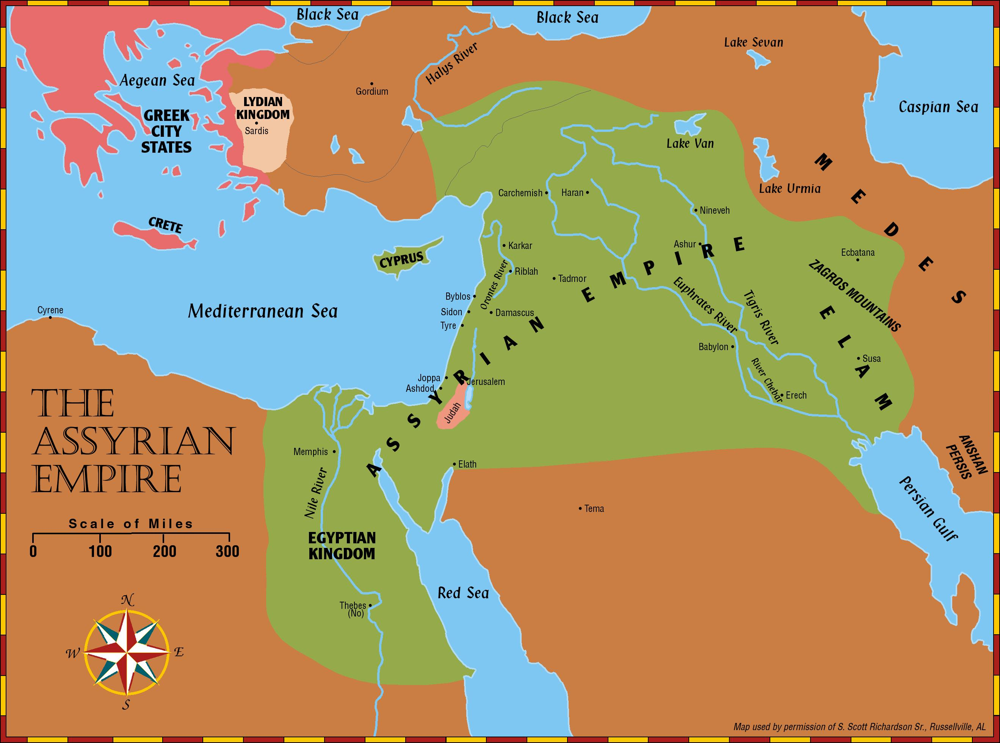 Black Sea
Black Sea
Lake Sevan
Halys River
Aegean Sea
Gordium
LYDIAN
KINGDOM
Sardis
GREEK
CITY
STATES
Caspian Sea
Lake Van
Lake Urmia
MEDES
Carchemish
Haran
Nineveh
CRETE
CYPRUS
Karkar
Ashur
Ecbatana
ZAGROS MOUNTAINS
Orontes River
Riblah
Tadmor
ASSYRIAN EMPIRE
Euphrates River
Tigris River
Byblos
Sidon
Damascus
Tyre
Cyrene
Mediterranean Sea
ELAM
Babylon
Susa
River Chebar
Erech
Joppa
Jerusalem
Ashdod
Judah
THE
ASSYRIAN
EMPIRE
Memphis
Elath
Nile River
ANSHAN
PERSIS
Persian Gulf
Tema
Scale of Miles
0 100 200 300
EGYPTIAN
KINGDOM
Red Sea
Thebes
(No)
N
W E
S
Map used by permission of S. Scott Richardson Sr., Russellville, AL